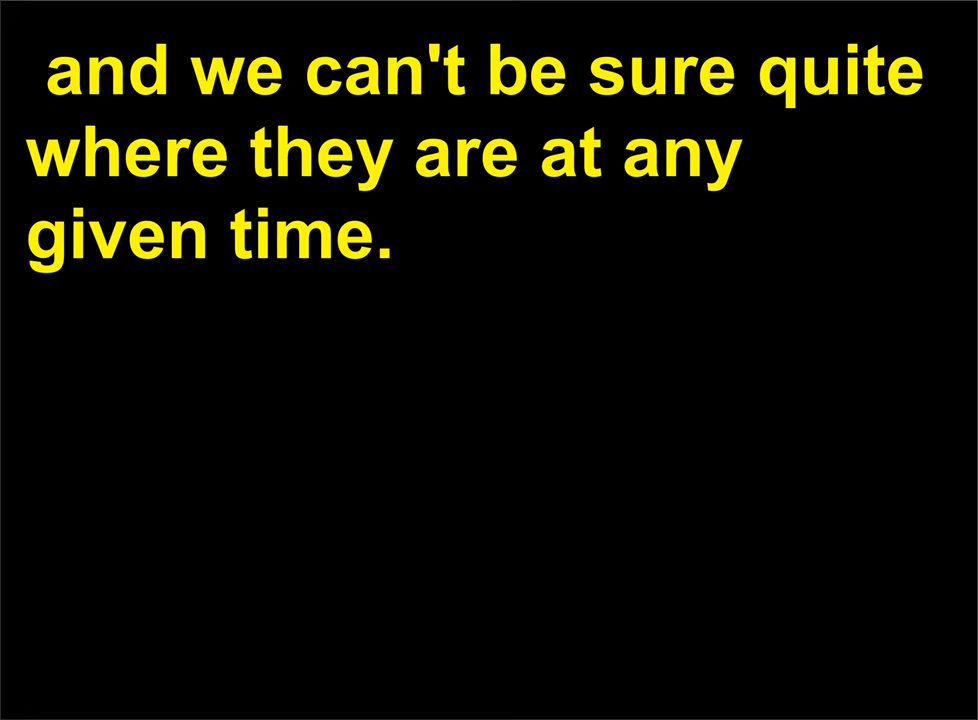 and we can't be sure quite
where they are at any
given time.